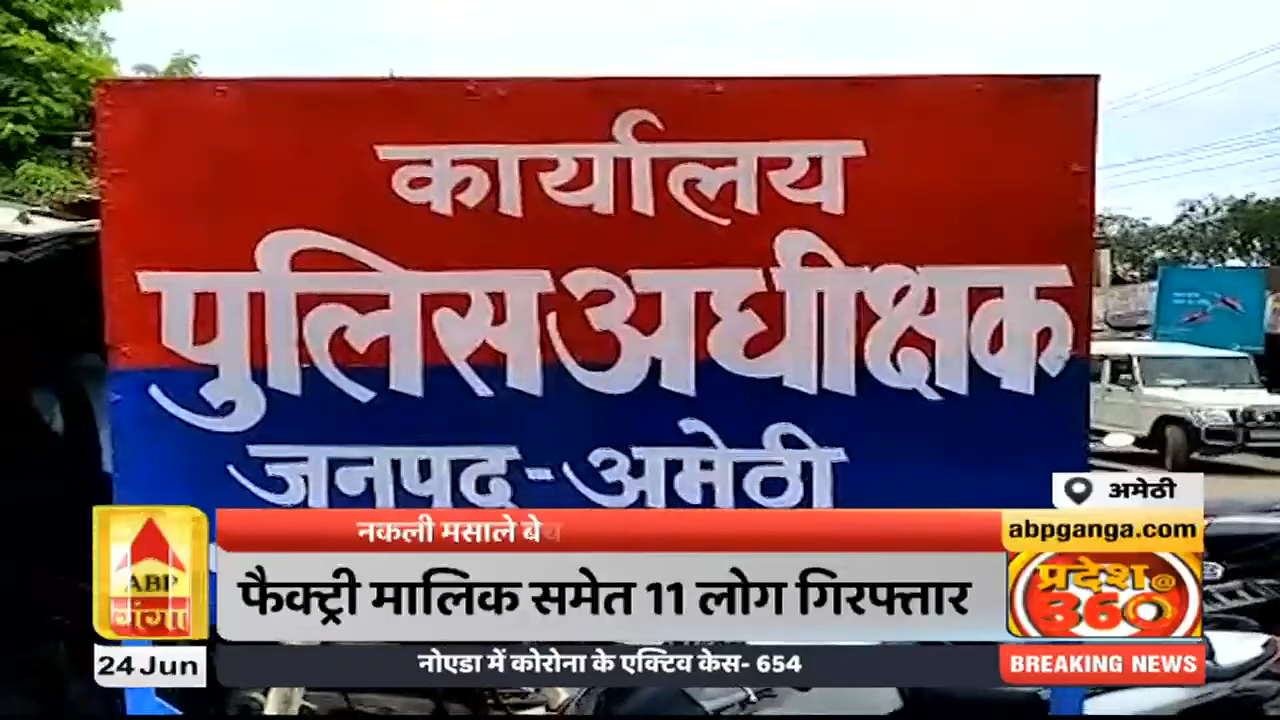 कार्यालय
पुलिस अधीक्षक
जनपद-अमेठी
अमेठी
नकली मसाले
abpganga.com
ABP
गंगा
फैक्ट्री मालिक समेत 11 लोग गिरफ्तार
प्रदेश@
360
24 Jun
नोएडा में कोरोना के एक्टिव केस- 654
BREAKING NEWS